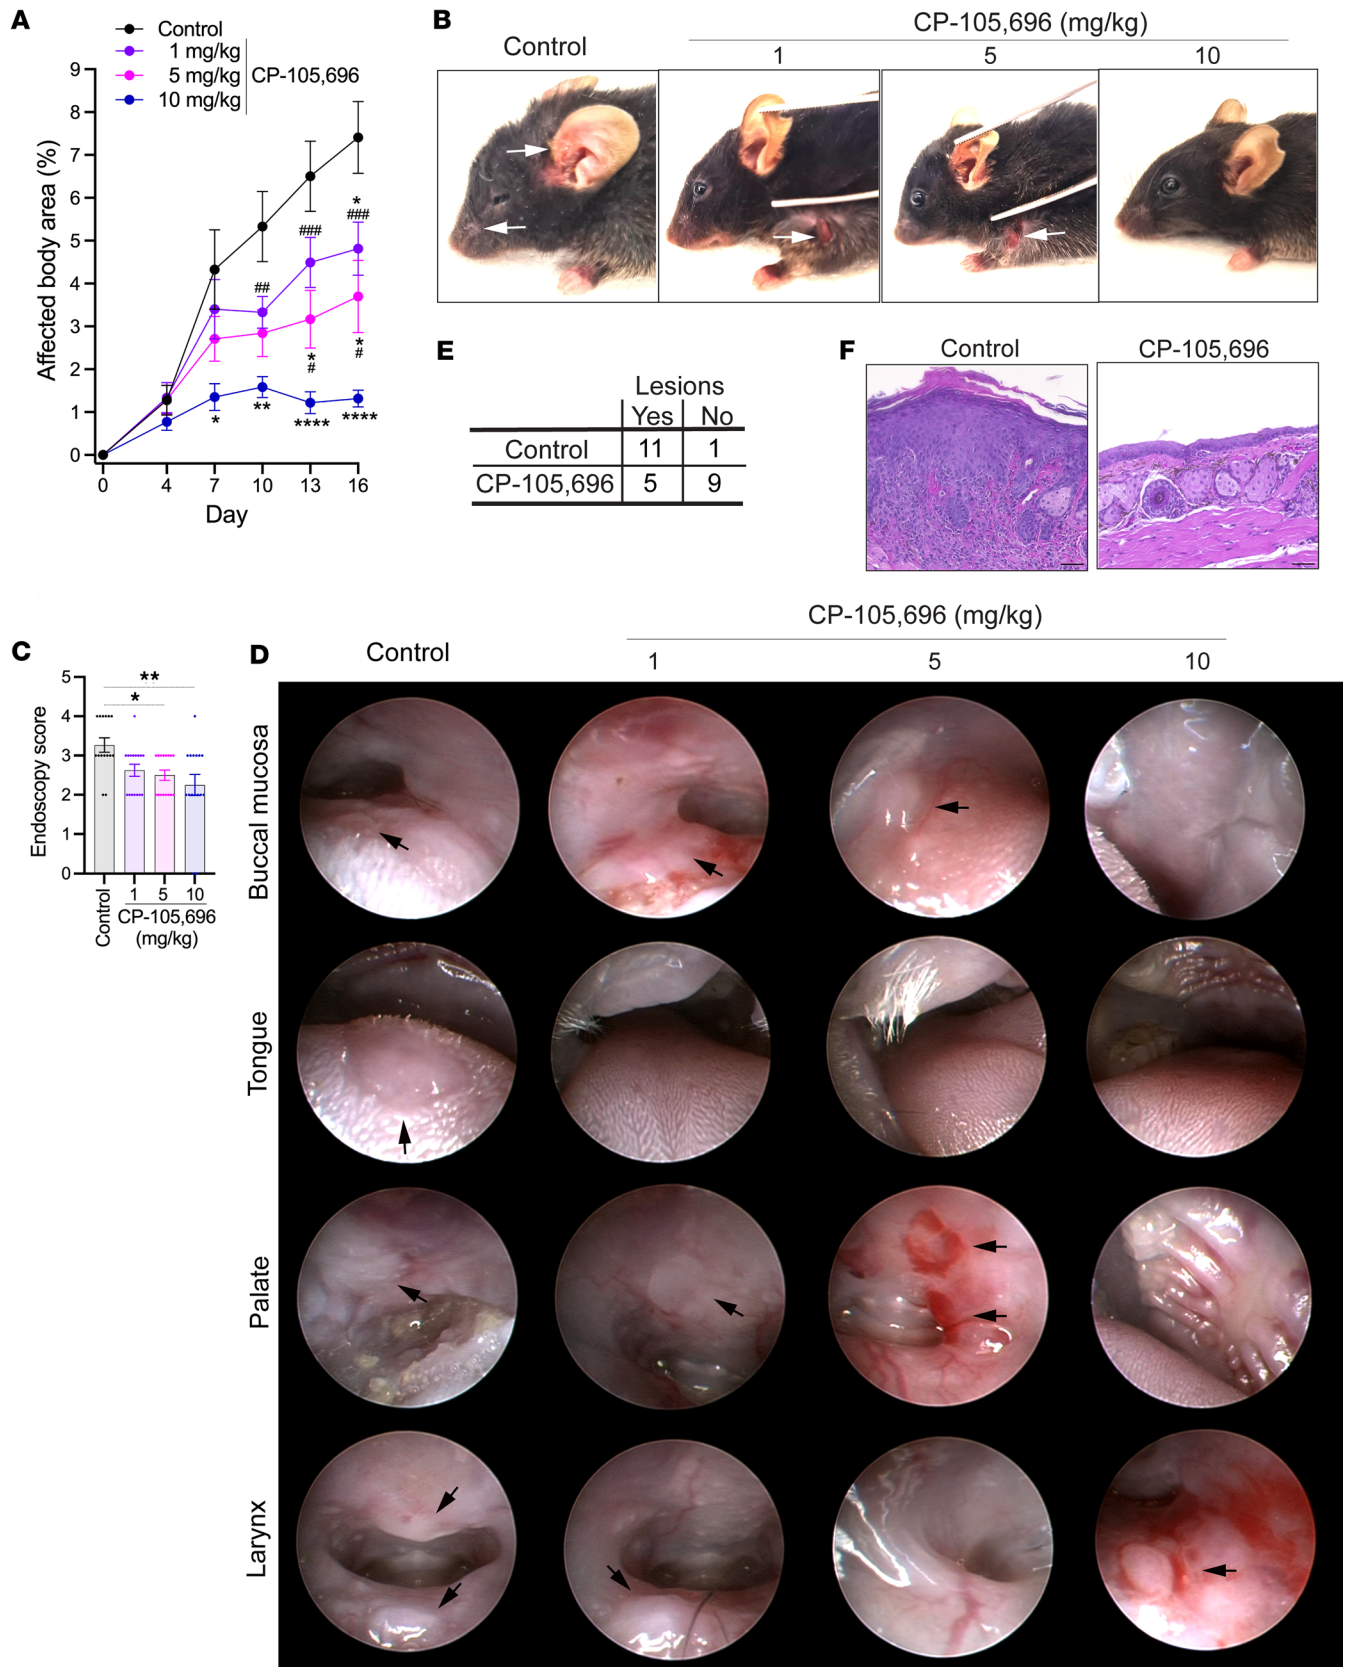 A
Control
1 mg/kg
5 mg/kg
10 mg/kg
CP-105,696
Affected body area (%)
9
8
7
6
5
4
3
2
1
0
*
###
###
##
*
#
*
#
*
**
****
****
0 4 7 10 13 16
Day
B
Control
CP-105,696 (mg/kg)
1 5 10
E
Lesions
Yes No
Control 11 1
CP-105,696 5 9
F
Control CP-105,696
C
Endoscopy score
5
4
3
2
1
0
**
*
Control
1 5 10
CP-105,696
(mg/kg)
D
Control
CP-105,696 (mg/kg)
1 5 10
Buccal mucosa
Tongue
Palate
Larynx